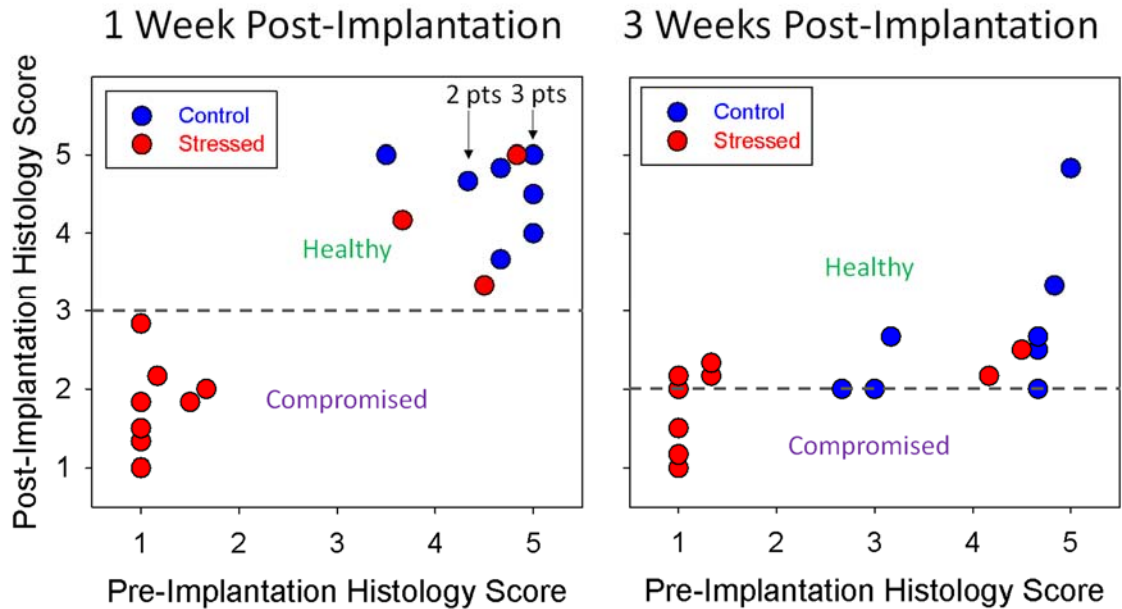 1 Week Post-Implantation
3 Weeks Post-Implantation
Post-Implantation Histology Score
Control
Stressed
2 pts
3 pts
5
4
3
2
1
Healthy
Compromised
1
2
3
4
5
Pre-Implantation Histology Score
Control
Stressed
Healthy
Compromised
1
2
3
4
5
Pre-Implantation Histology Score